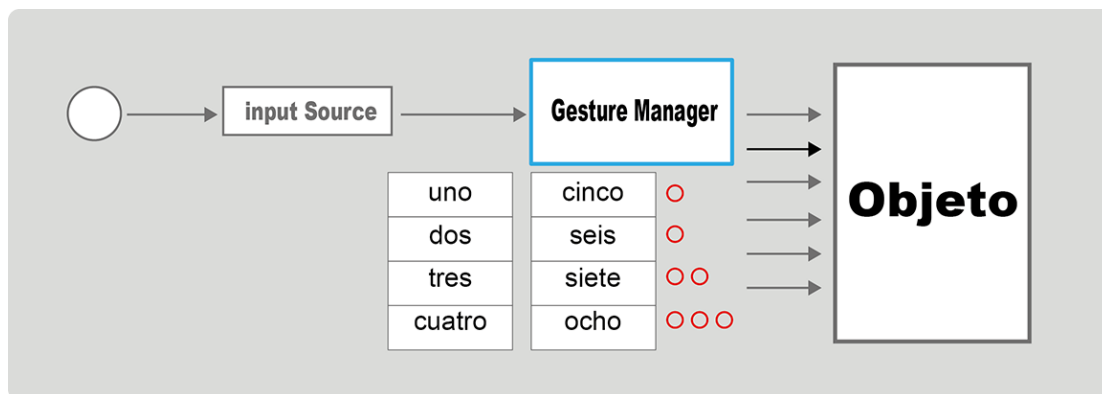 input Source
Gesture Manager
Objeto
uno
cinco
dos
seis
tres
siete
cuatro
ocho